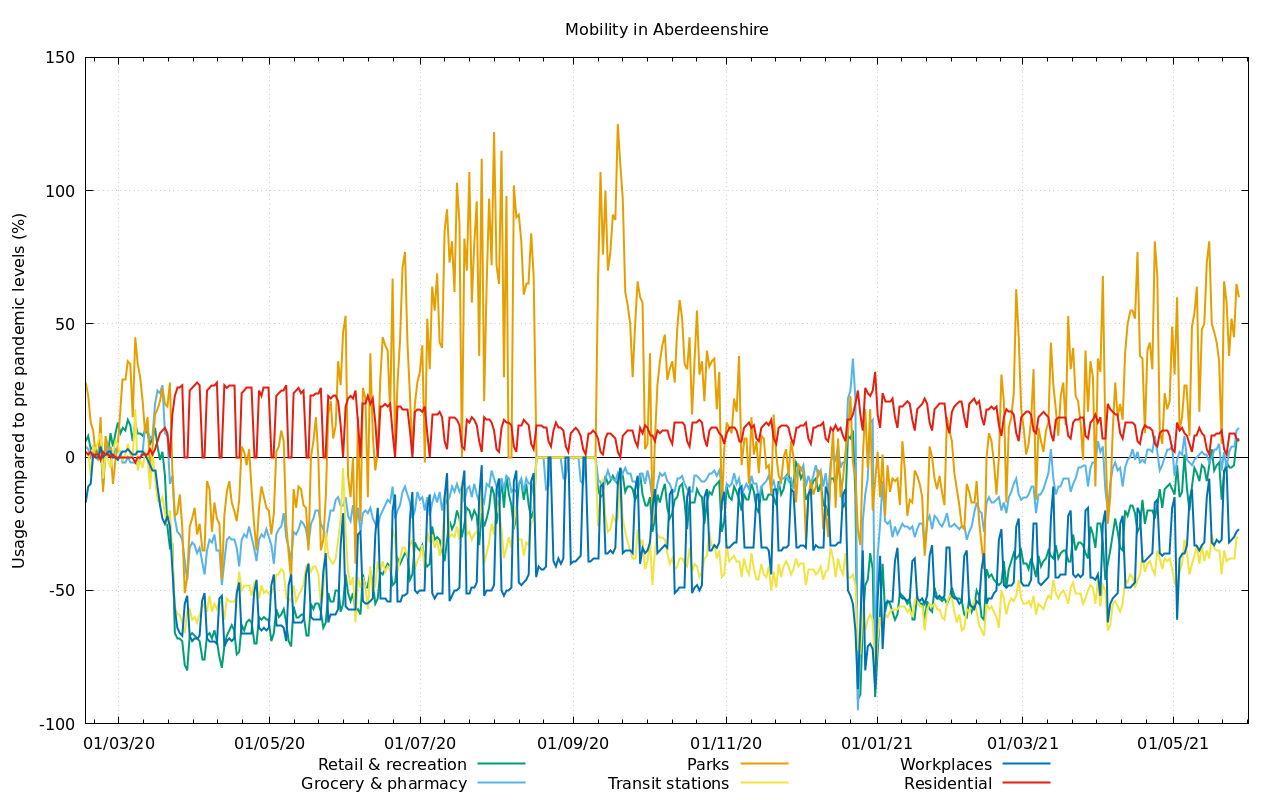 Mobility in Aberdeenshire
Usage compared to pre pandemic levels (%)
150
100
50
0
-50
-100
01/03/20 01/05/20 01/07/20 01/09/20 01/11/20 01/01/21 01/03/21 01/05/21
Retail & recreation Parks Workplaces
Grocery & pharmacy Transit stations Residential